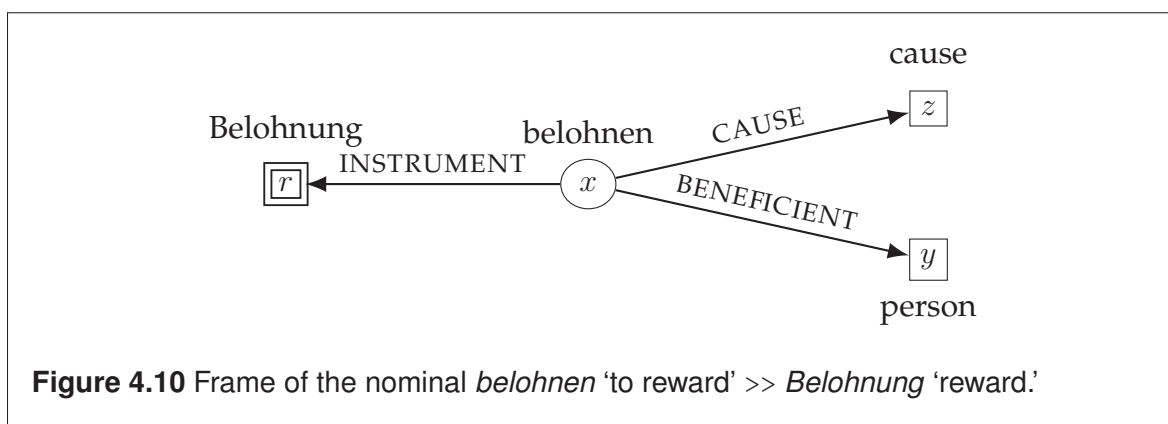 cause
z
Belohnung
belohnen
CAUSE
INSTRUMENT
r
x
BENEFICIENT
y
person
Figure 4.10 Frame of the nominal belohnen ‘to reward’ >> Belohnung ‘reward.’